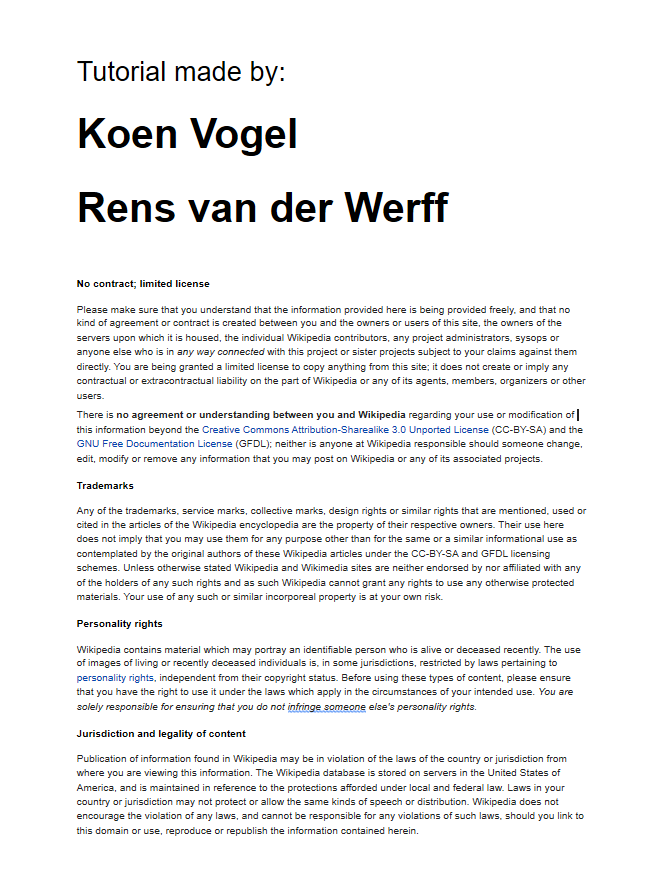 Tutorial made by:
Koen Vogel
Rens van der Werff
No contract; limited license
Please make sure that you understand that the information provided here is being provided freely, and that no
kind of agreement or contract is created between you and the owners or users of this site, the owners of the
servers upon which it is housed, the individual Wikipedia contributors, any project administrators, sysops or
anyone else who is in any way connected with this project or sister projects subject to your claims against them
directly. You are being granted a limited license to copy anything from this site; it does not create or imply any
contractual or extracontractual liability on the part of Wikipedia or any of its agents, members, organizers or other
users.
There is no agreement or understanding between you and Wikipedia regarding your use or modification of
this information beyond the Creative Commons Attribution-Sharealike 3.0 Unported License (CC-BY-SA) and the
GNU Free Documentation License (GFDL); neither is anyone at Wikipedia responsible should someone change,
edit, modify or remove any information that you may post on Wikipedia or any of its associated projects.
Trademarks
Any of the trademarks, service marks, collective marks, design rights or similar rights that are mentioned, used or
cited in the articles of the Wikipedia encyclopedia are the property of their respective owners. Their use here
does not imply that you may use them for any purpose other than for the same or a similar informational use as
contemplated by the original authors of these Wikipedia articles under the CC-BY-SA and GFDL licensing
schemes. Unless otherwise stated Wikipedia and Wikimedia sites are neither endorsed by nor affiliated with any
of the holders of any such rights and as such Wikipedia cannot grant any rights to use any otherwise protected
materials. Your use of any such or similar incorporeal property is at your own risk.
Personality rights
Wikipedia contains material which may portray an identifiable person who is alive or deceased recently. The use
of images of living or recently deceased individuals is, in some jurisdictions, restricted by laws pertaining to
personality rights, independent from their copyright status. Before using these types of content, please ensure
that you have the right to use it under the laws which apply in the circumstances of your intended use. You are
solely responsible for ensuring that you do not infringe someone else's personality rights.
Jurisdiction and legality of content
Publication of information found in Wikipedia may be in violation of the laws of the country or jurisdiction from
where you are viewing this information. The Wikipedia database is stored on servers in the United States of
America, and is maintained in reference to the protections afforded under local and federal law. Laws in your
country or jurisdiction may not protect or allow the same kinds of speech or distribution. Wikipedia does not
encourage the violation of any laws, and cannot be responsible for any violations of such laws, should you link to
this domain or use, reproduce or republish the information contained herein.